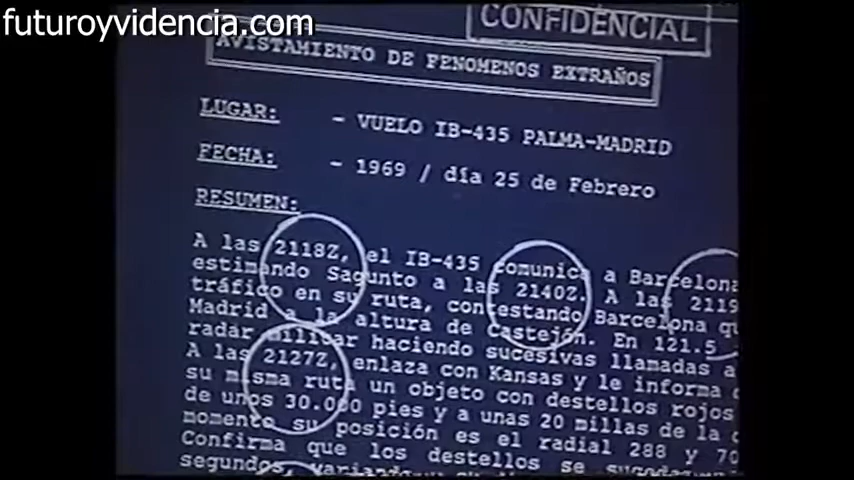 futuroyvidencia.com
CONFIDENCIAL
AVISTAMIENTO DE FENOMENOS EXTRAÑOS
LUGAR: - VUELO IB-435 PALMA-MADRID
FECHA: - 1969 / día 25 de Febrero
RESUMEN:
A las 2118Z, el IB-435 comunica a Barcelona
estimando Sagunto a las 2140Z. A las 2119
tráfico en su ruta, contestando Barcelona
Madrid a la altura de Castejón. En 121.5
radar militar haciendo sucesivas llamadas a
A las 2127Z, enlaza con Kansas y le informa
su misma ruta un objeto con destellos rojos
de unos 30.000 pies y a unas 20 millas de la
momento su posición es el radial 288 y 70
Confirma que los destellos se
segundos,